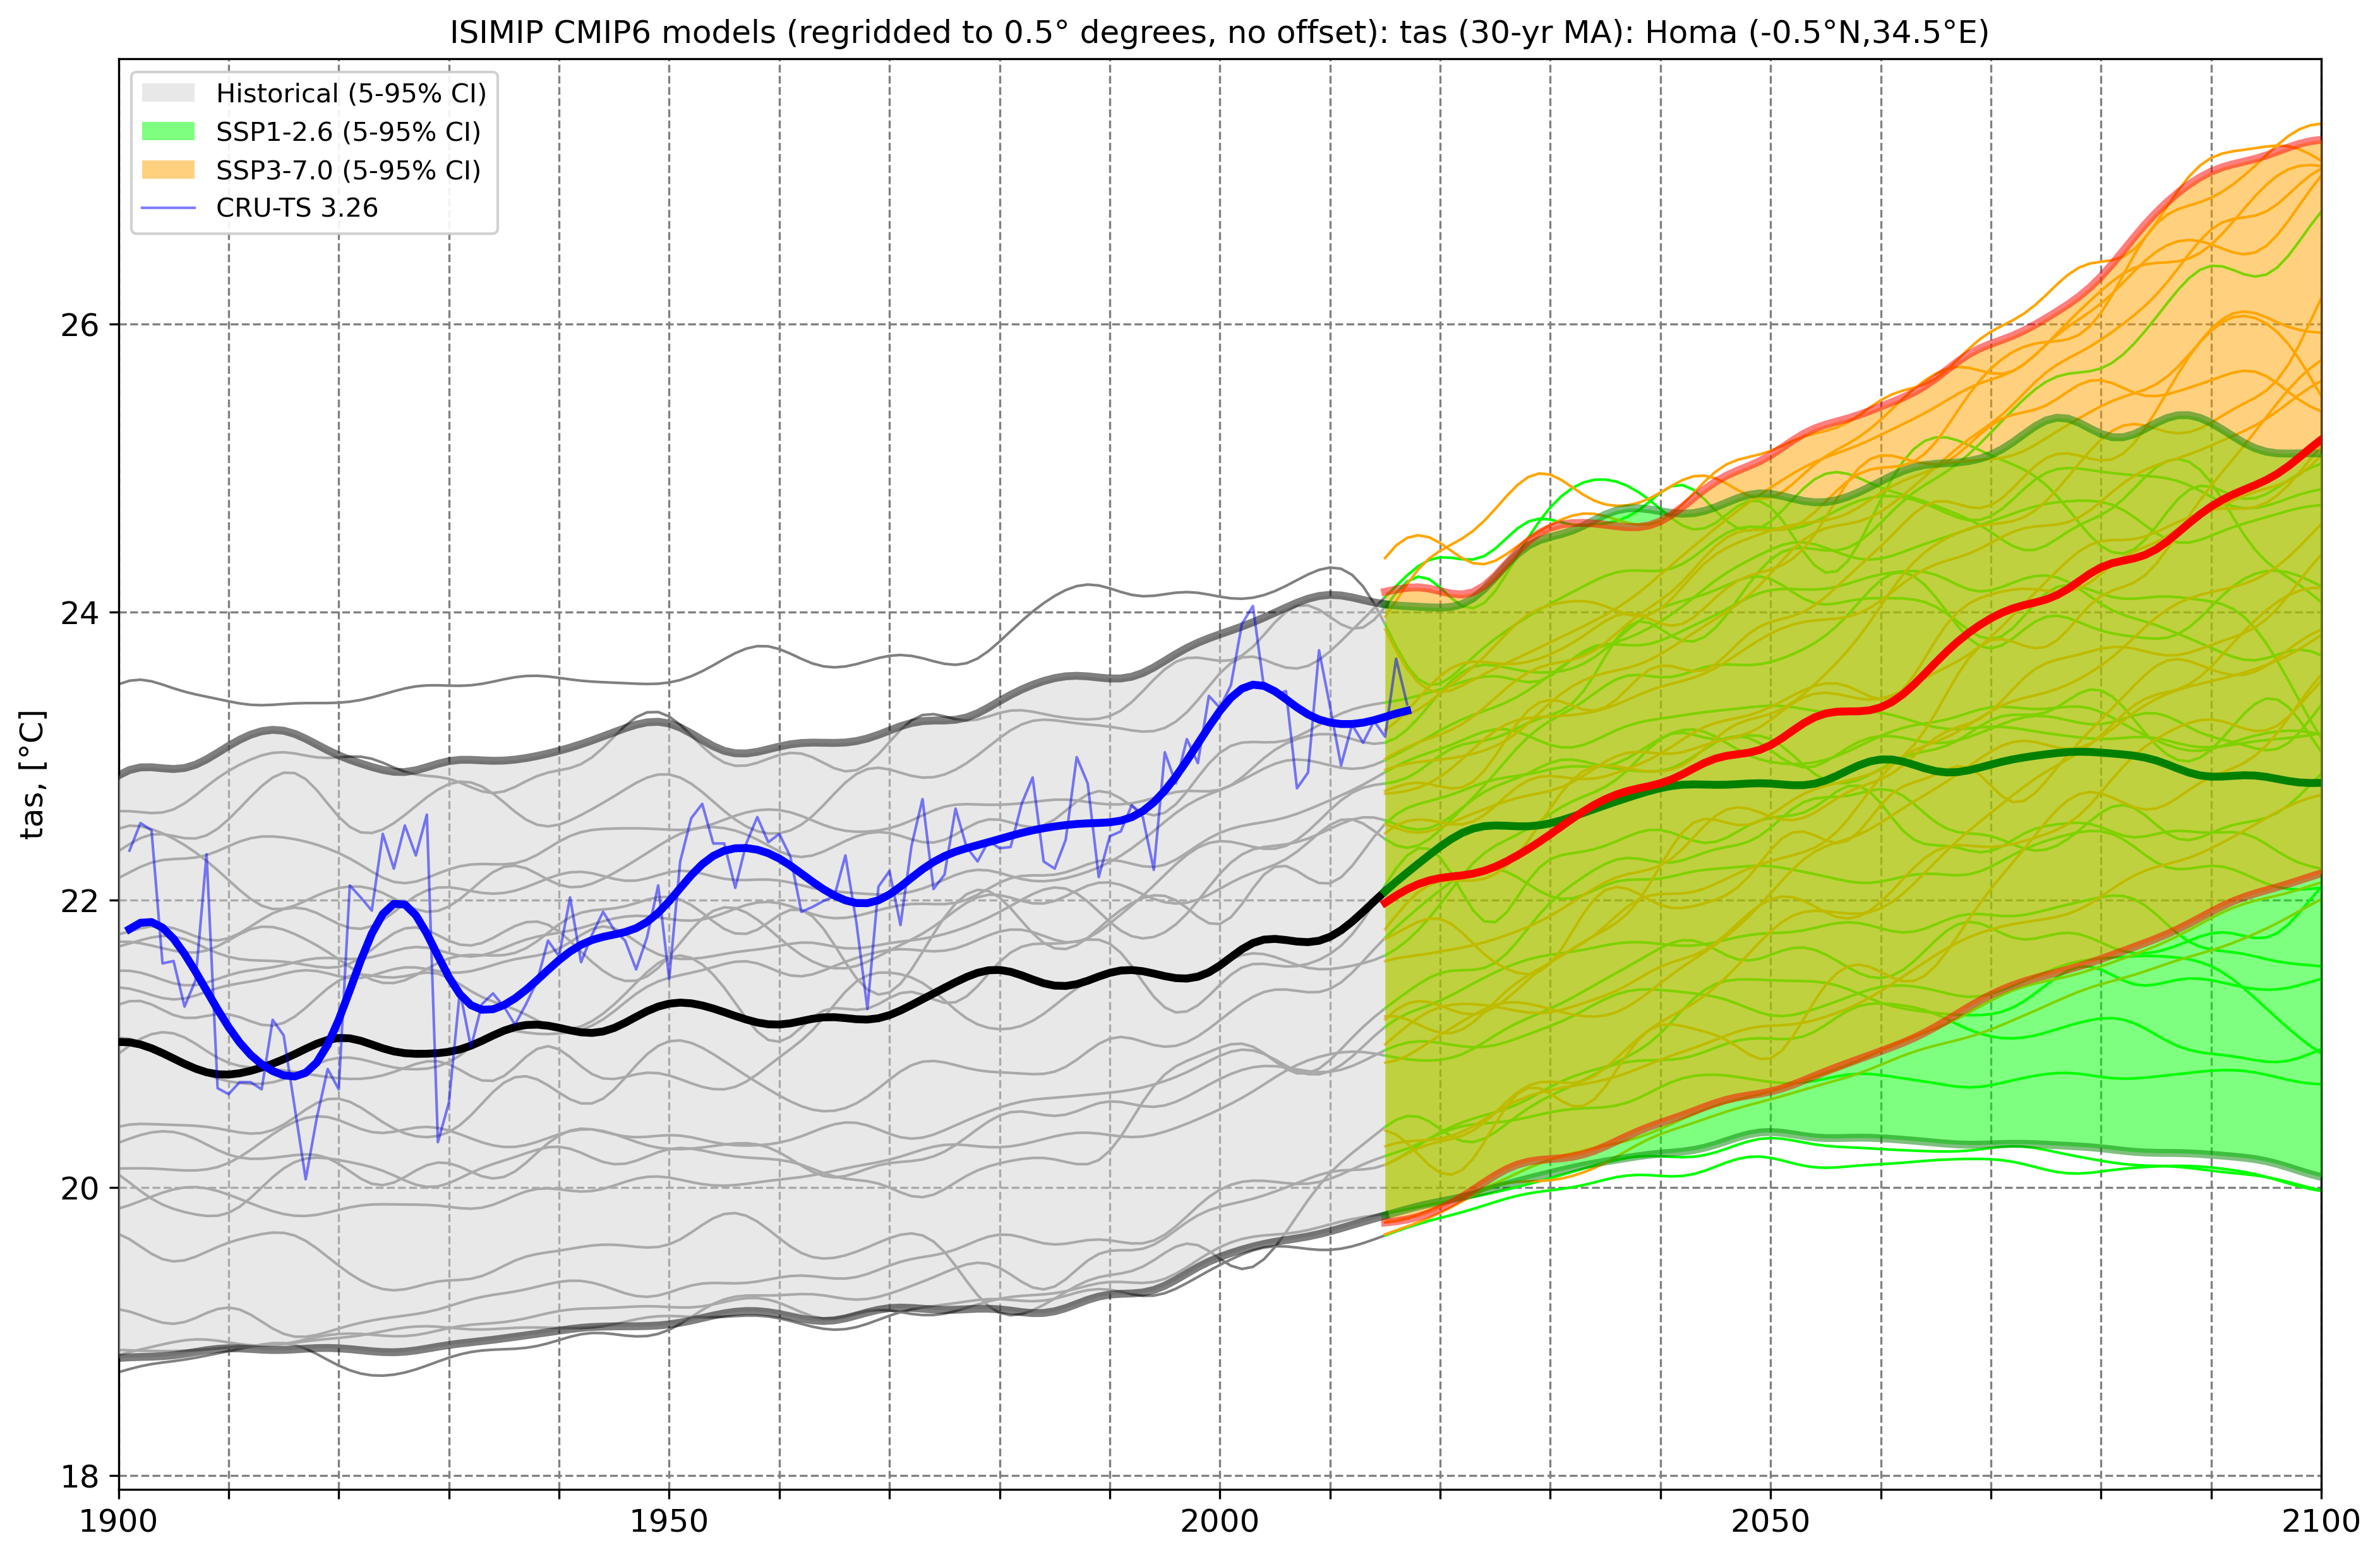 ISIMIP CMIP6 models (regridded to 0.5° degrees, no offset): tas (30-yr MA): Homa (-0.5°N,34.5°E)
Historical (5-95% CI)
SSP1-2.6 (5-95% CI)
SSP3-7.0 (5-95% CI)
CRU-TS 3.26
tas, [°C]
26
24
22
20
18
1900 1950 2000 2050 2100